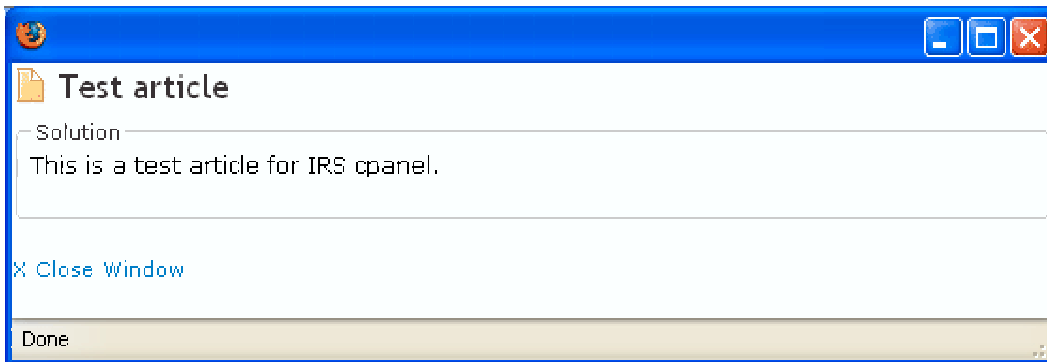 Test article
Solution
This is a test article for IRS cpanel.
X Close Window
Done